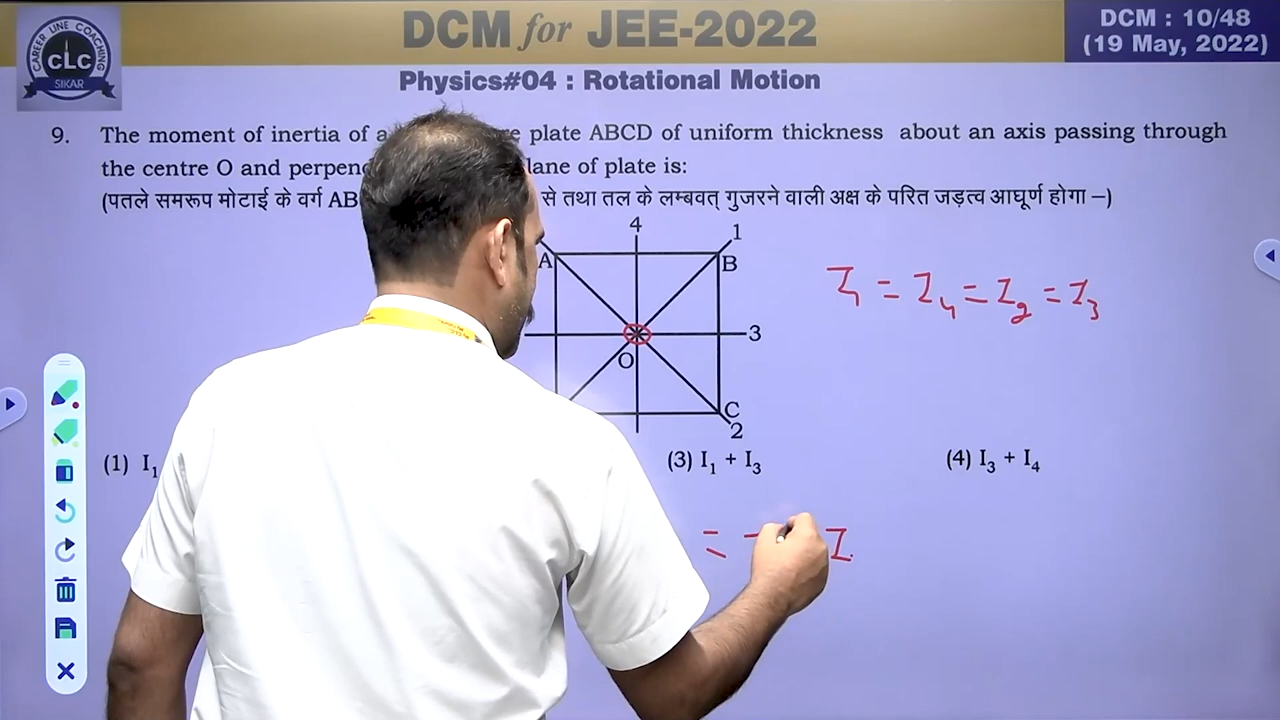 CAREER LINE COACHING
CLC
SIKAR
DCM for JEE-2022
DCM : 10/48
(19 May, 2022)
Physics#04 : Rotational Motion
9. The moment of inertia of a plate ABCD of uniform thickness about an axis passing through
the centre O and plane of plate is:
(पतले समरूप मोटाई के वर्ग से तथा तल के लम्बवत् गुजरने वाली अक्ष के परित जड़त्व आघूर्ण होगा –)
4 1
A B
I₁ = I₄ = I₂ = I₃
3
O
C
2
(1) I₁ (3) I₁ + I₃ (4) I₃ + I₄
= I